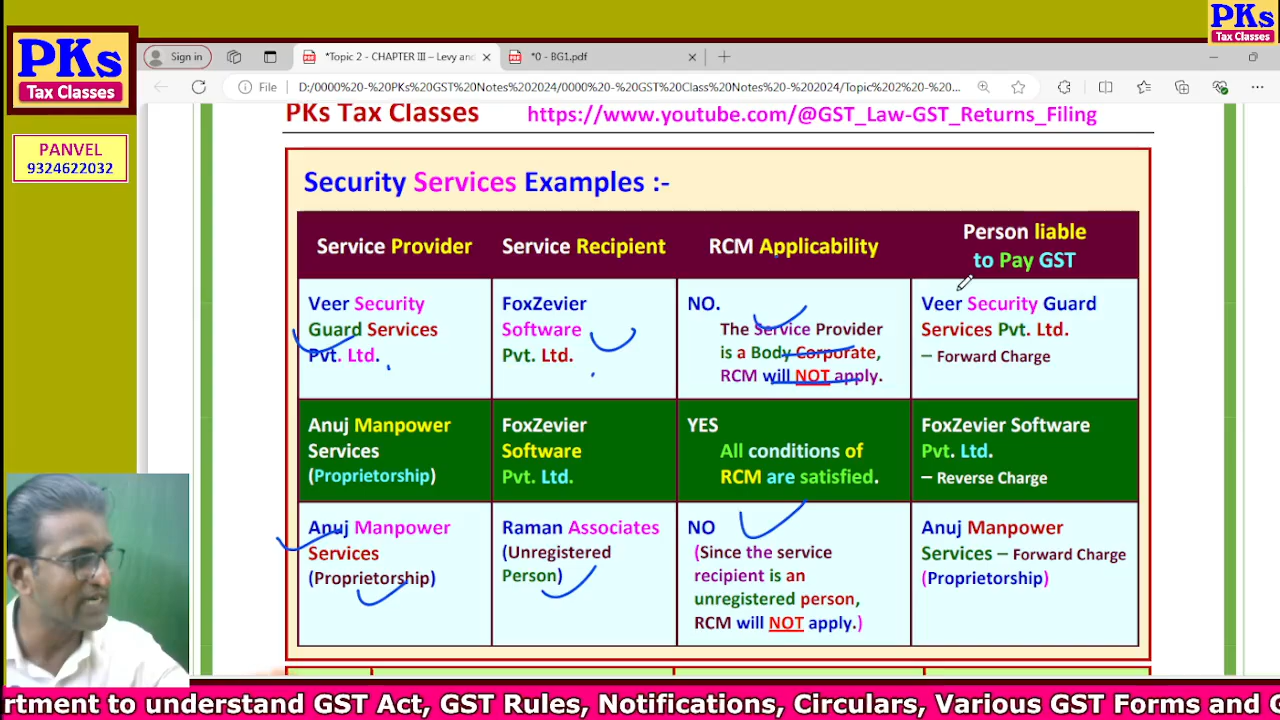 PKs
Tax Classes
PKs
Tax Classes
Sign in
*Topic 2 - CHAPTER III – Levy and
*0 - BG1.pdf
File
D:/0000%20-%20PKs%20GST%20Notes%202024/0000%20-%20GST%20Class%20Notes%202024/Topic%202%20-%20...
PANVEL
9324622032
PKs Tax Classes
https://www.youtube.com/@GST_Law-GST_Returns_Filing
Security Services Examples :-
Service Provider
Service Recipient
RCM Applicability
Person liable
to Pay GST
Veer Security
Guard Services
Pvt. Ltd.
FoxZevier
Software
Pvt. Ltd.
NO.
The Service Provider
is a Body Corporate,
RCM will NOT apply.
Veer Security Guard
Services Pvt. Ltd.
– Forward Charge
Anuj Manpower
Services
(Proprietorship)
FoxZevier
Software
Pvt. Ltd.
YES
All conditions of
RCM are satisfied.
FoxZevier Software
Pvt. Ltd.
– Reverse Charge
Anuj Manpower
Services
(Proprietorship)
Raman Associates
(Unregistered
Person)
NO
(Since the service
recipient is an
unregistered person,
RCM will NOT apply.)
Anuj Manpower
Services – Forward Charge
(Proprietorship)
rtment to understand GST Act, GST Rules, Notifications, Circulars, Various GST Forms and